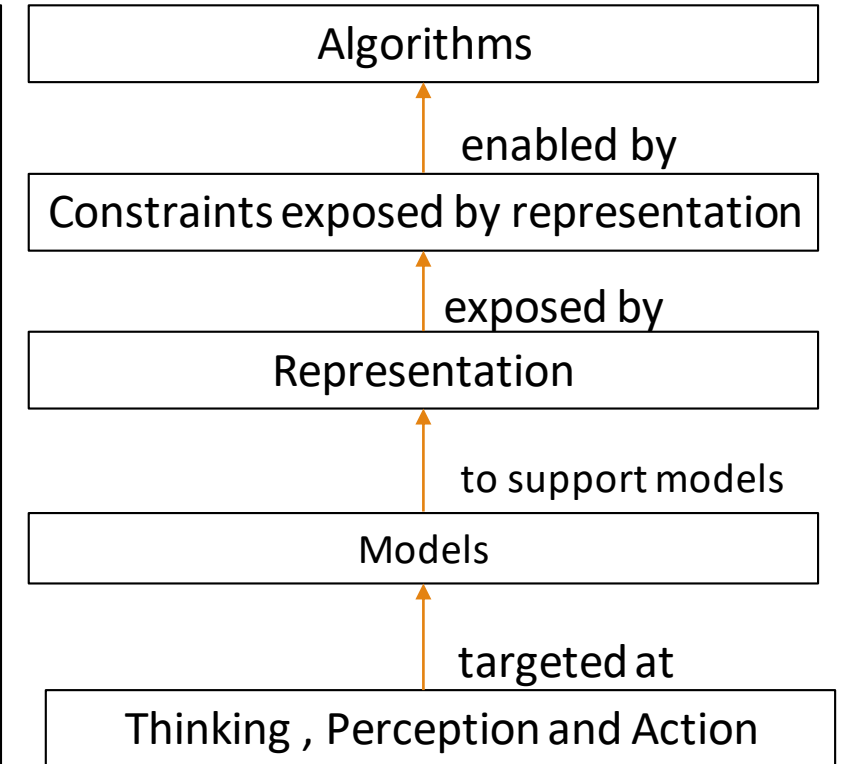 Algorithms
enabled by
Constraints exposed by representation
exposed by
Representation
to support models
Models
targeted at
Thinking , Perception and Action